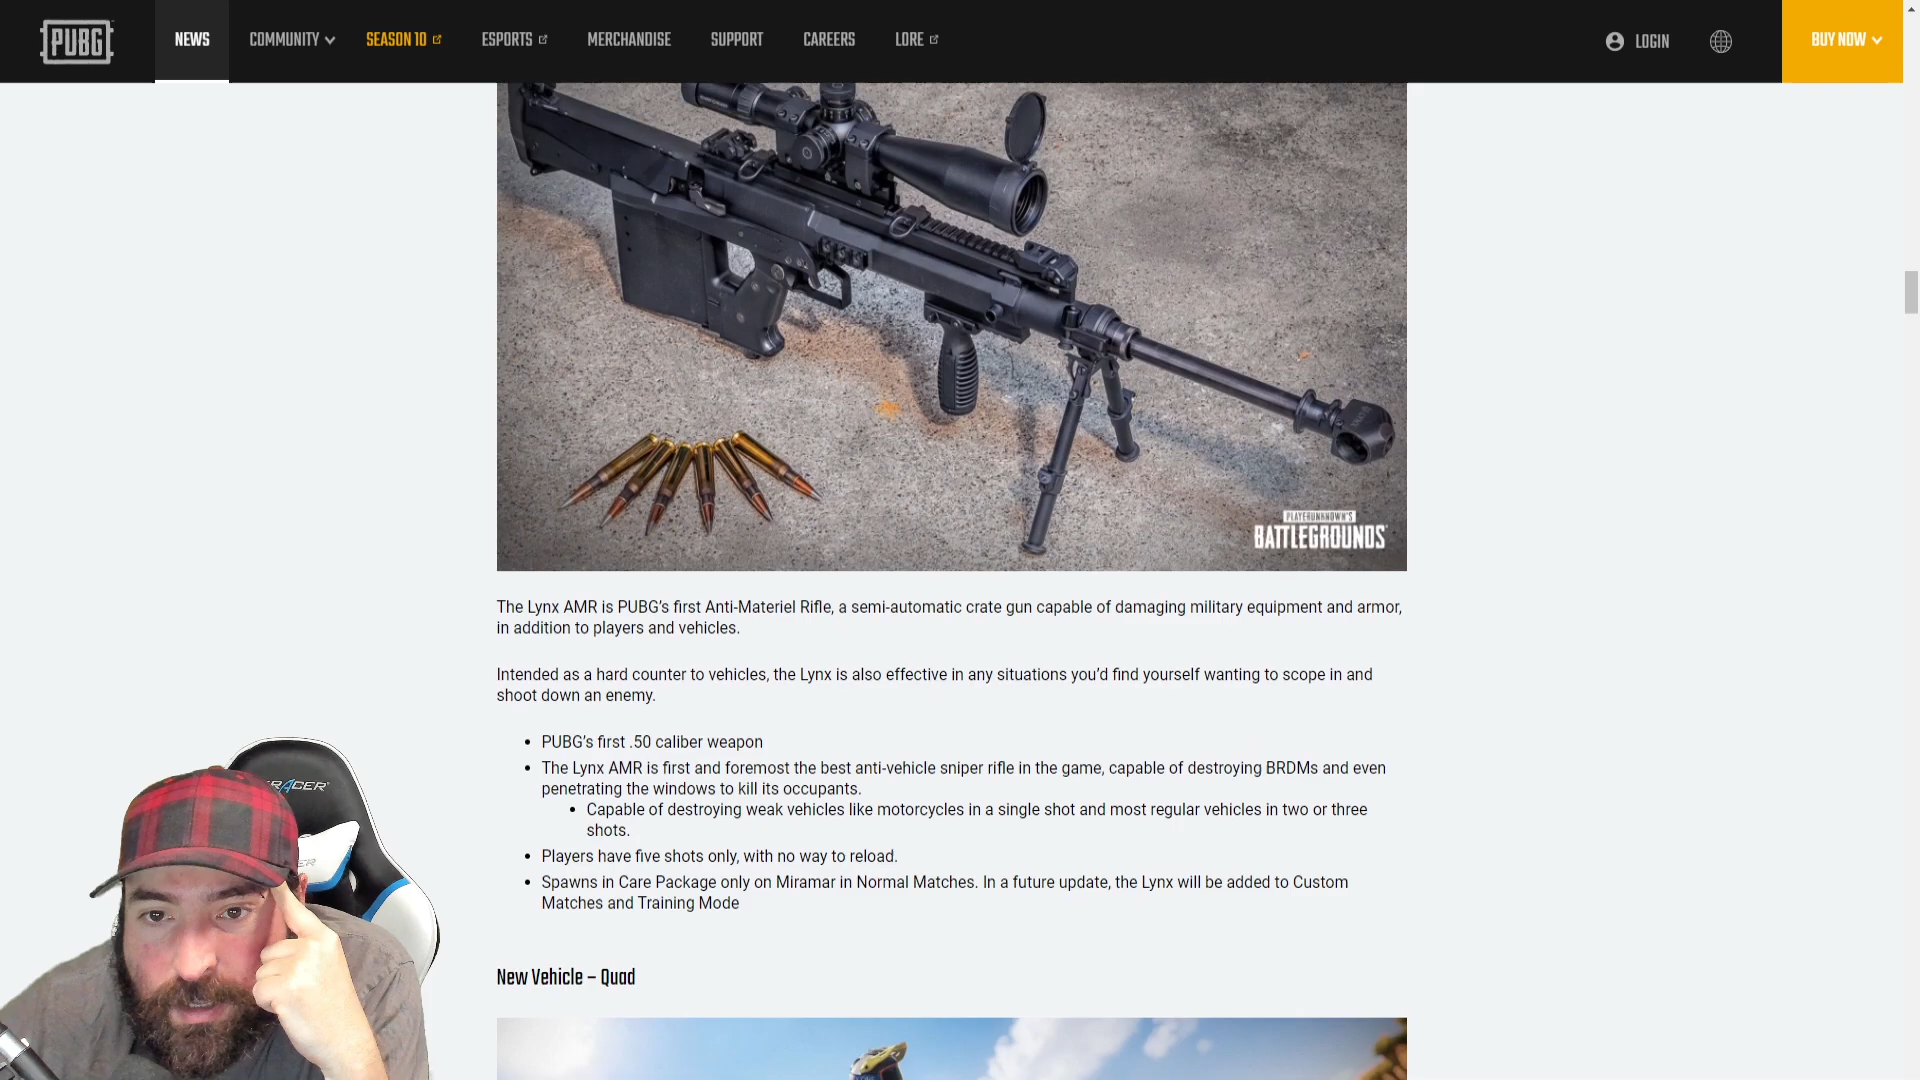 PUBG
NEWS
COMMUNITY
SEASON 10
ESPORTS
MERCHANDISE
SUPPORT
CAREERS
LORE
LOGIN
BUY NOW
PLAYERUNKNOWN'S
BATTLEGROUNDS
The Lynx AMR is PUBG’s first Anti-Materiel Rifle, a semi-automatic crate gun capable of damaging military equipment and armor,
in addition to players and vehicles.
Intended as a hard counter to vehicles, the Lynx is also effective in any situations you’d find yourself wanting to scope in and
shoot down an enemy.
PUBG’s first .50 caliber weapon
The Lynx AMR is first and foremost the best anti-vehicle sniper rifle in the game, capable of destroying BRDMs and even
penetrating the windows to kill its occupants.
Capable of destroying weak vehicles like motorcycles in a single shot and most regular vehicles in two or three
shots.
Players have five shots only, with no way to reload.
Spawns in Care Package only on Miramar in Normal Matches. In a future update, the Lynx will be added to Custom
Matches and Training Mode
New Vehicle – Quad